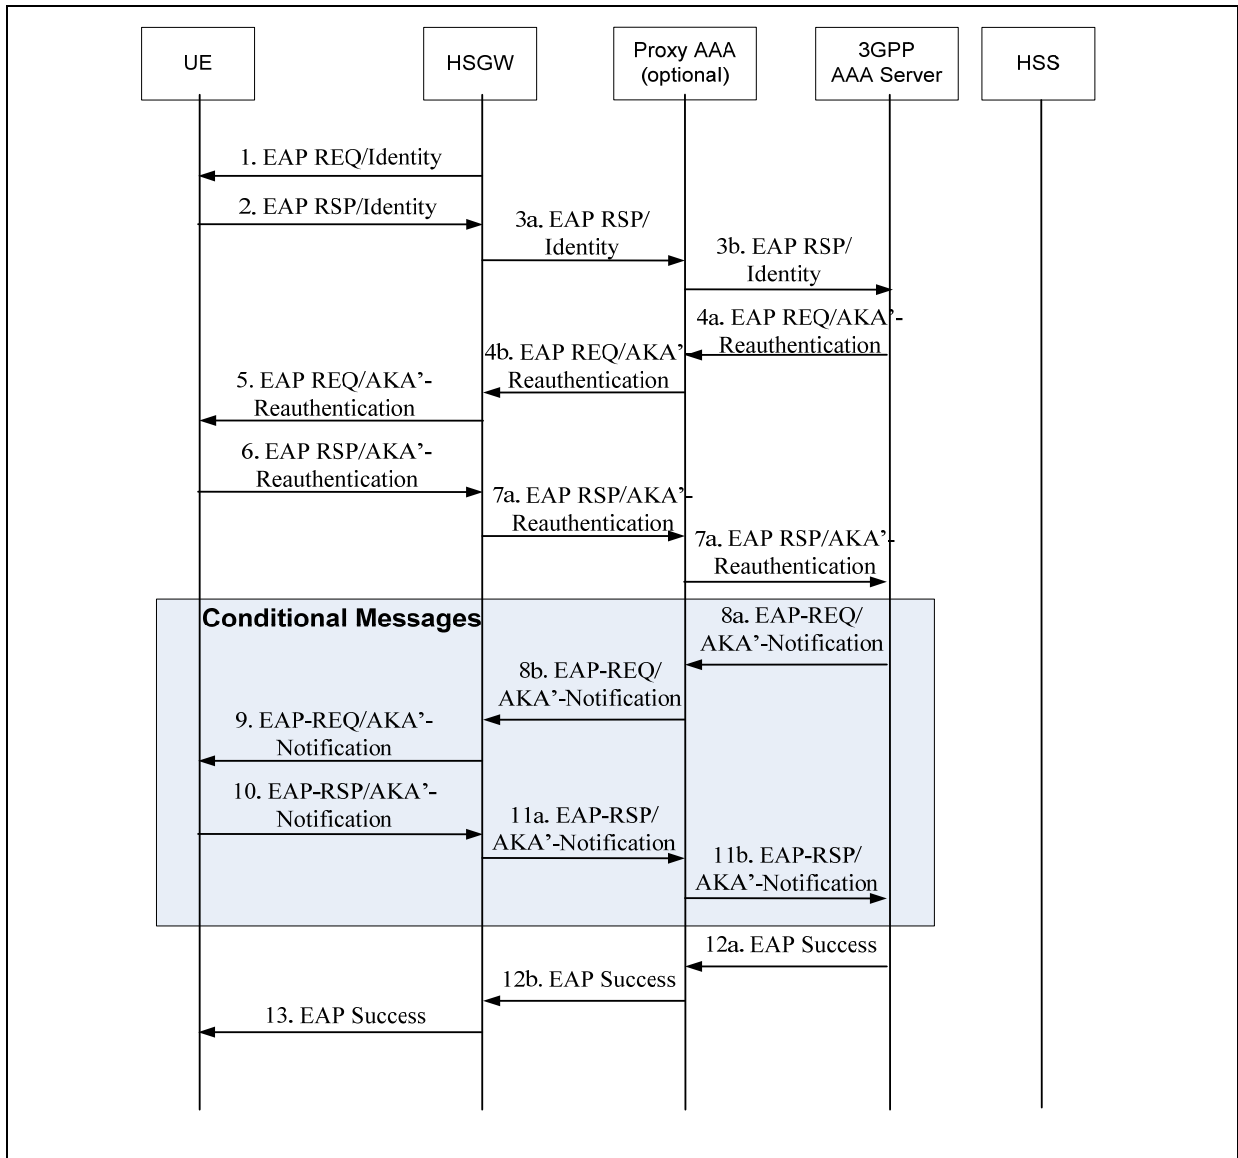 UE
HSGW
Proxy AAA
(optional)
3GPP
AAA Server
HSS
1. EAP REQ/Identity
2. EAP RSP/Identity
3a. EAP RSP/
Identity
3b. EAP RSP/
Identity
4a. EAP REQ/AKA’-
Reauthentication
4b. EAP REQ/AKA’
Reauthentication
5. EAP REQ/AKA’-
Reauthentication
6. EAP RSP/AKA’-
Reauthentication
7a. EAP RSP/AKA’-
Reauthentication
7a. EAP RSP/AKA’-
Reauthentication
Conditional Messages
8a. EAP-REQ/
AKA’-Notification
8b. EAP-REQ/
AKA’-Notification
9. EAP-REQ/AKA’-
Notification
10. EAP-RSP/AKA’-
Notification
11a. EAP-RSP/
AKA’-Notification
11b. EAP-RSP/
AKA’-Notification
12a. EAP Success
12b. EAP Success
13. EAP Success